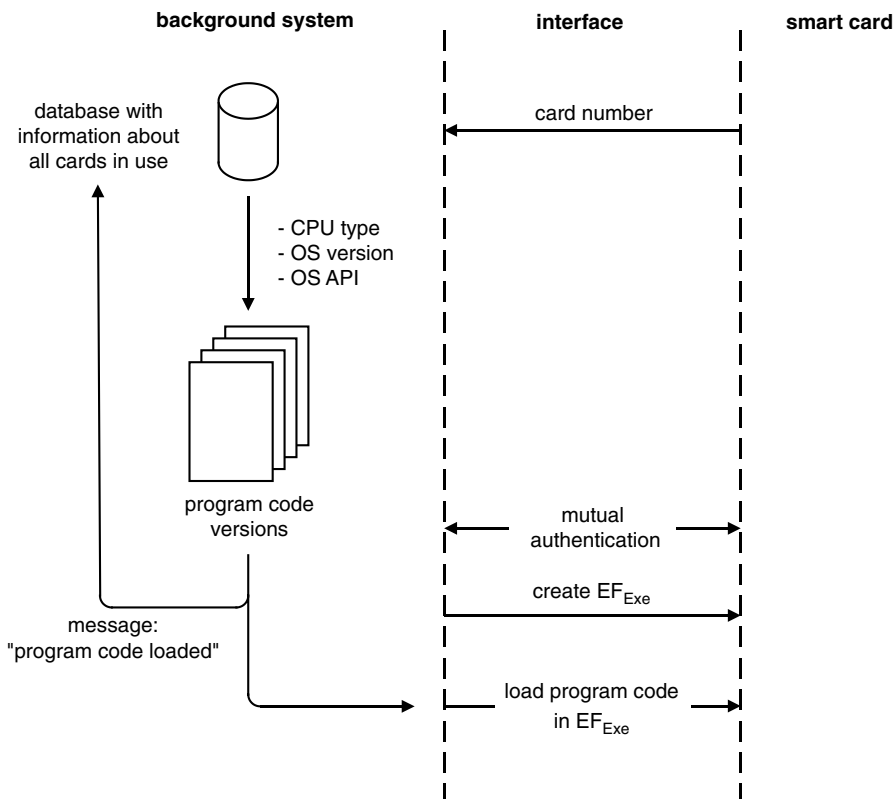 background system
interface
smart card
database with
information about
all cards in use
card number
- CPU type
- OS version
- OS API
program code
versions
mutual
authentication
create EFExe
message:
"program code loaded"
load program code
in EFExe